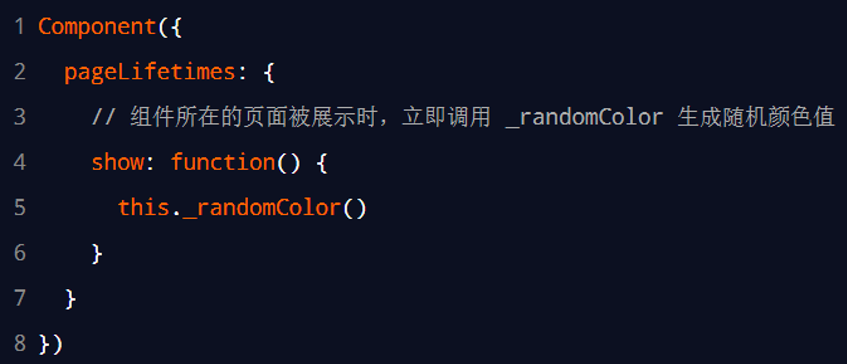 1 Component({
2 pageLifetimes: {
3 // 组件所在的页面被展示时，立即调用 _randomColor 生成随机颜色值
4 show: function() {
5 this._randomColor()
6 }
7 }
8 })